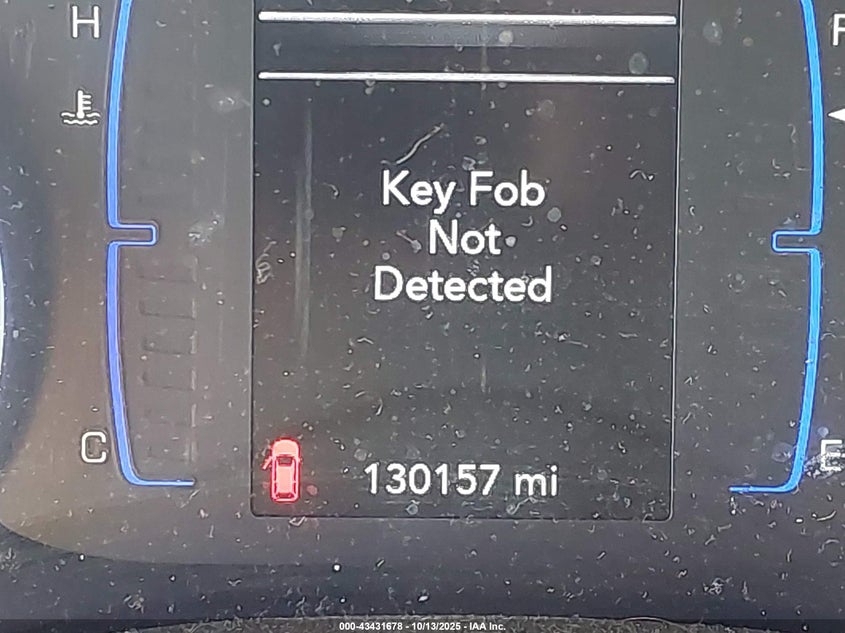 H
F
Key Fob
Not
Detected
C
E
130157 mi
000-43431678 - 10/13/2025 - IAA Inc.